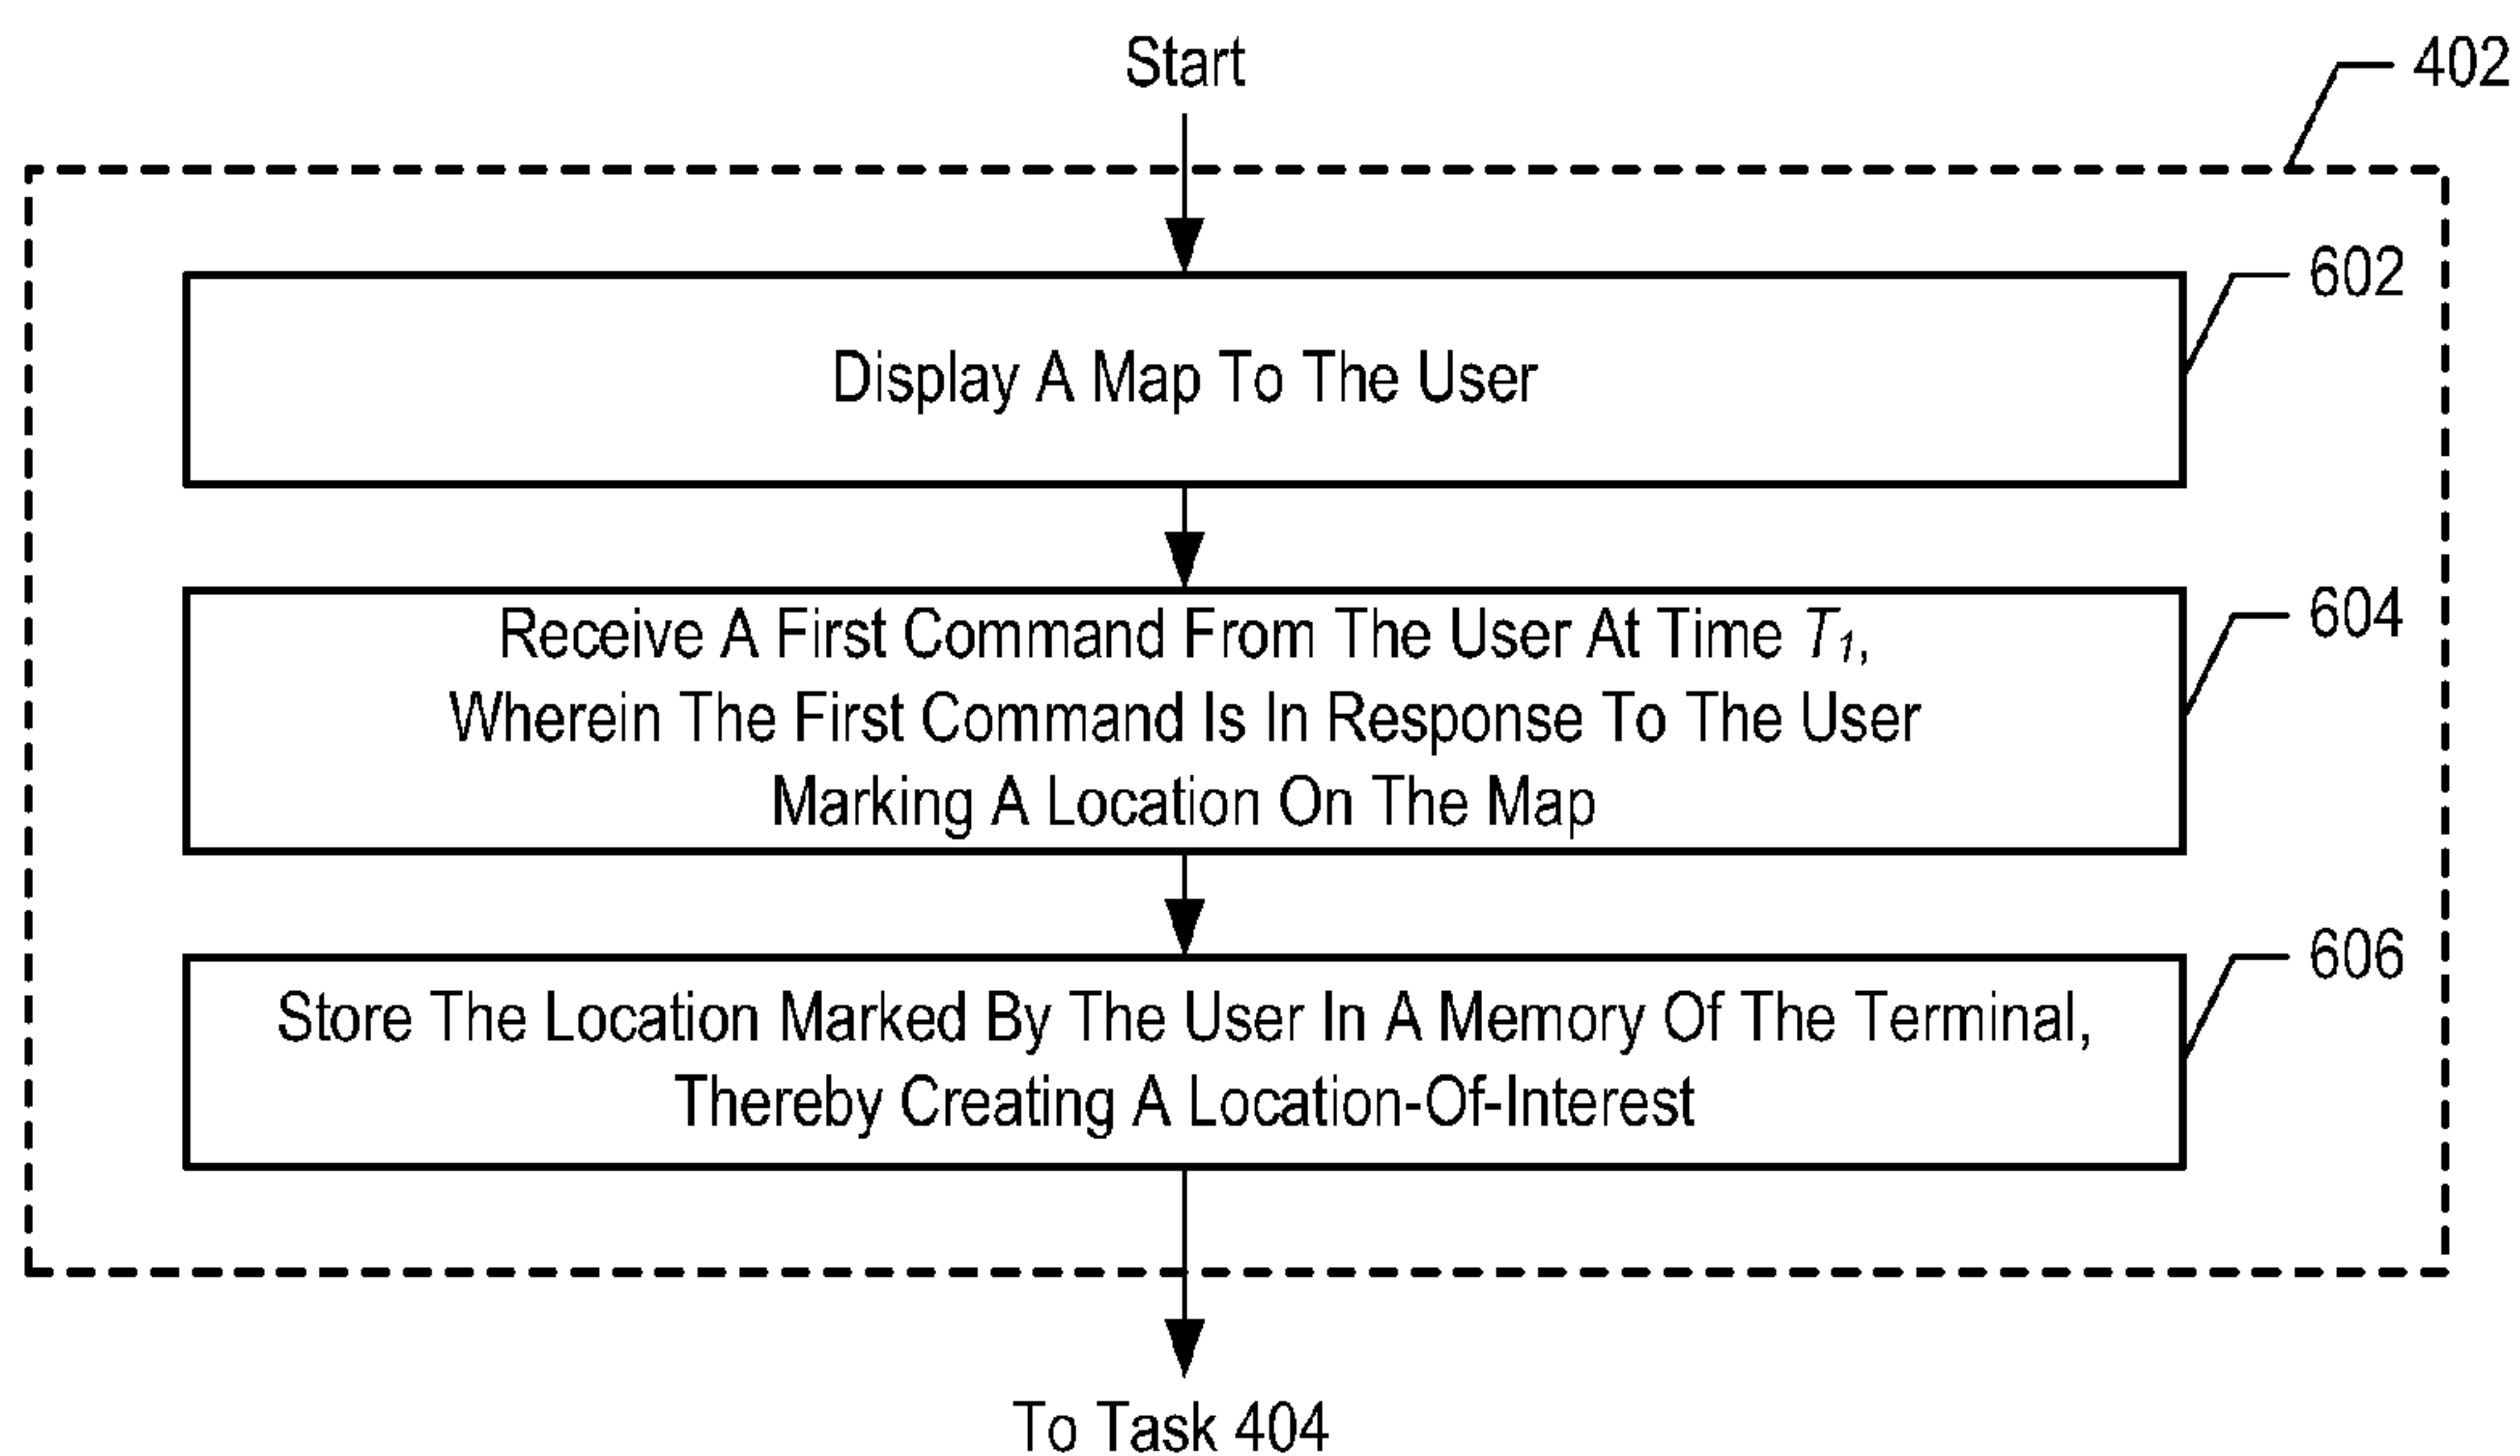 Start
402
602
Display A Map To The User
604
Receive A First Command From The User At Time T₁,
Wherein The First Command Is In Response To The User
Marking A Location On The Map
606
Store The Location Marked By The User In A Memory Of The Terminal,
Thereby Creating A Location-Of-Interest
To Task 404